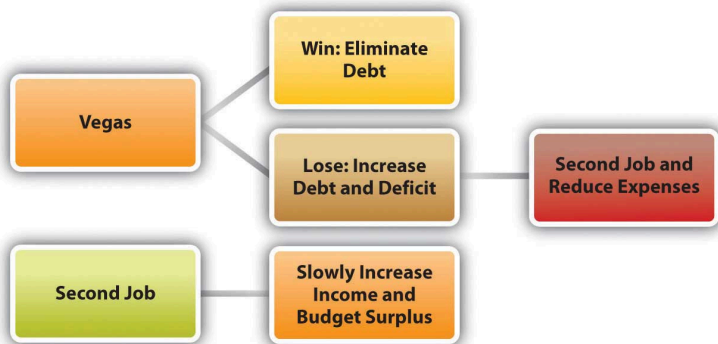 Vegas
Win: Eliminate
Debt
Lose: Increase
Debt and Deficit
Second Job and
Reduce Expenses
Second Job
Slowly Increase
Income and
Budget Surplus